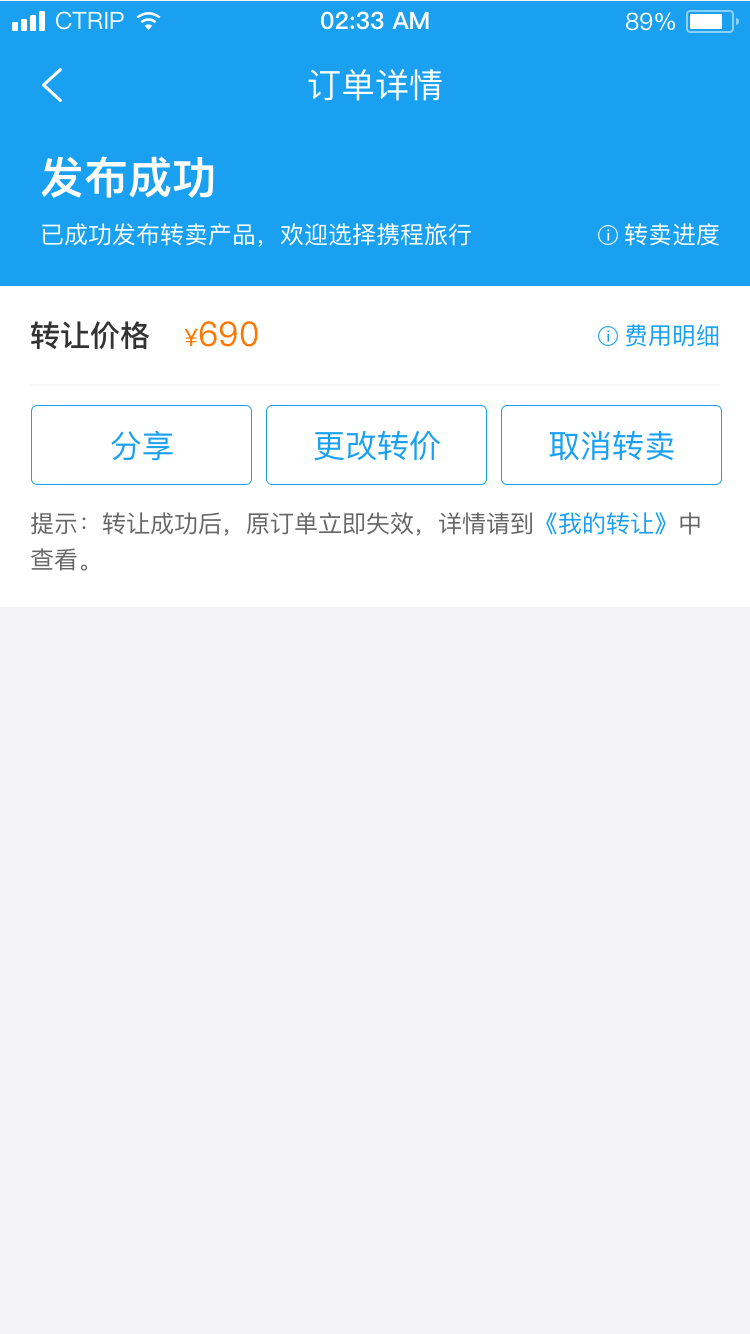 CTRIP 02:33 AM 89%
订单详情
发布成功
已成功发布转卖产品，欢迎选择携程旅行 转卖进度
转让价格 ¥690 费用明细
分享 更改转价 取消转卖
提示：转让成功后，原订单立即失效，详情请到《我的转让》中
查看。